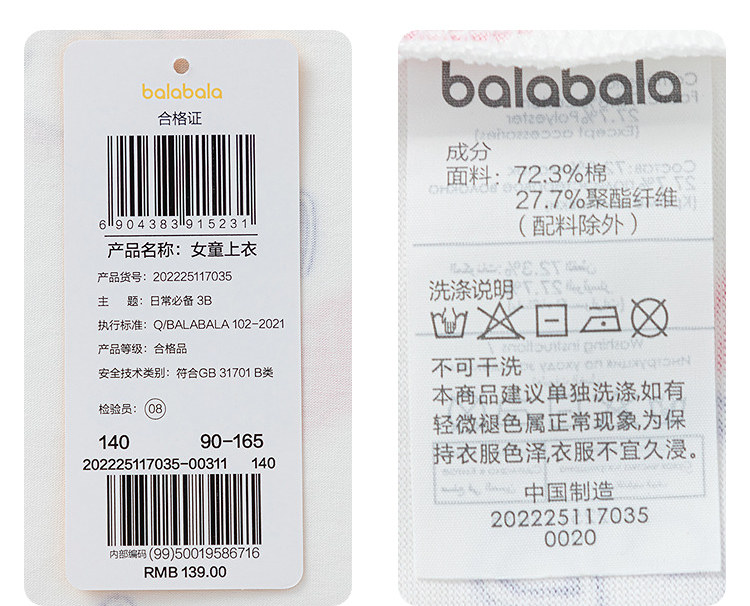 balabala
合格证
6 904383 915231
产品名称：女童上衣
产品货号：202225117035
主 题：日常必备 3B
执行标准：Q/BALABALA 102-2021
产品等级：合格品
安全技术类别：符合GB 31701 B类
检验员：08
140 90-165
202225117035-00311 140
内部编码 (99)50019586716
RMB 139.00
balabala
成分
面料：72.3%棉
27.7%聚酯纤维
（配料除外）
洗涤说明
不可干洗
本商品建议单独洗涤,如有
轻微褪色属正常现象,为保
持衣服色泽,衣服不宜久浸。
中国制造
202225117035
0020